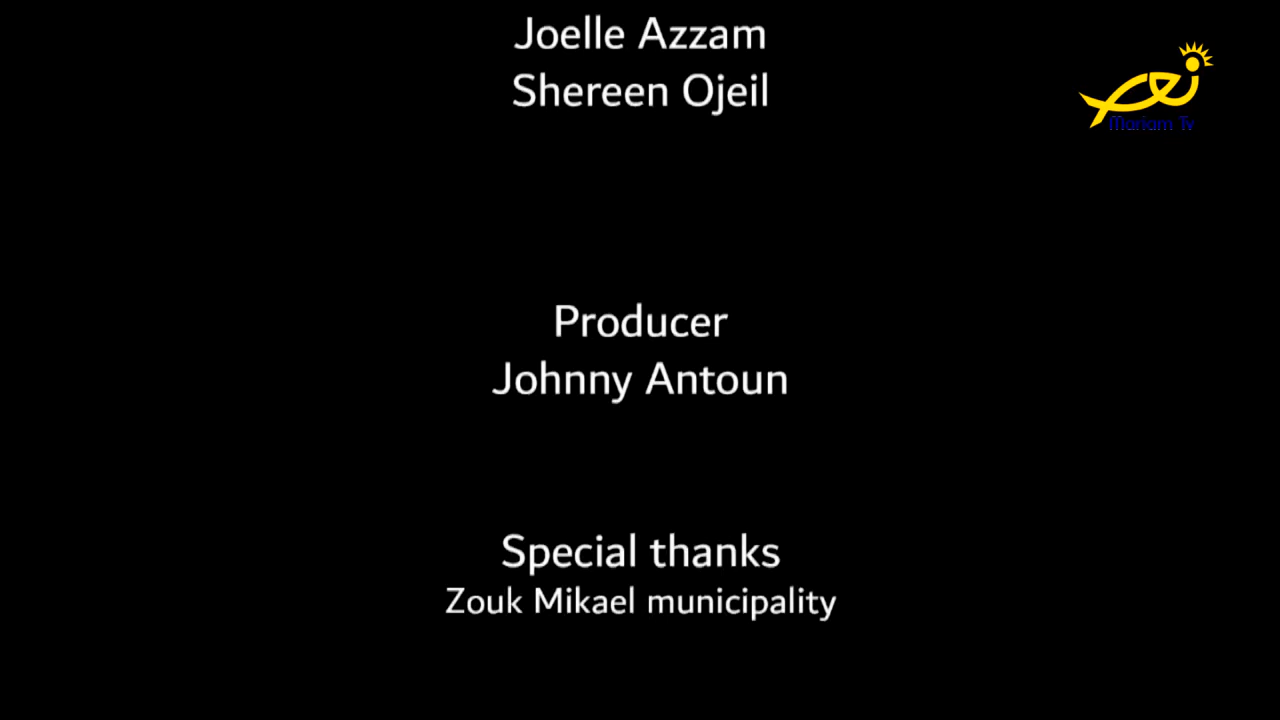 Joelle Azzam
Shereen Ojeil
Mariam Tv
Producer
Johnny Antoun
Special thanks
Zouk Mikael municipality